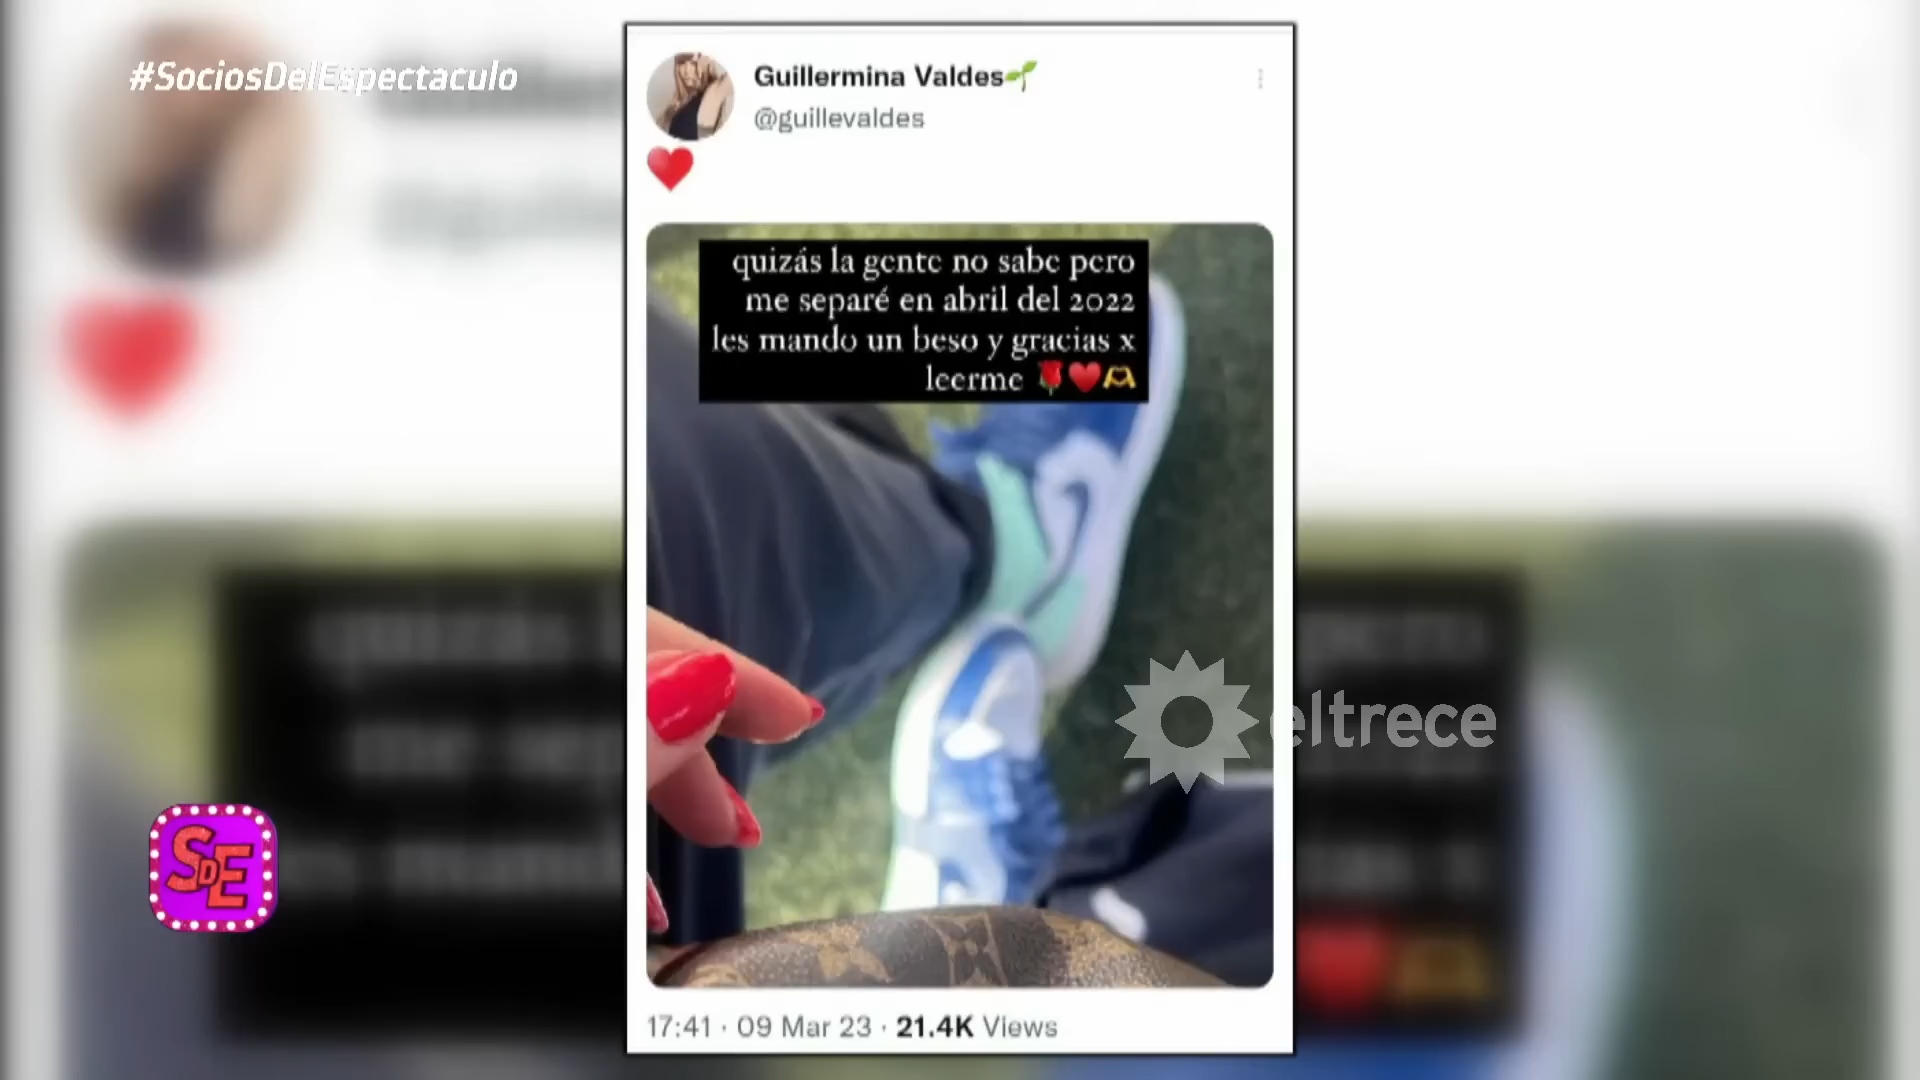 #SociosDelEspectaculo
Guillermina Valdes🌱
@guillevaldes
❤️
quizás la gente no sabe pero
me separé en abril del 2022
les mando un beso y gracias x
leerme 🌹❤️🫶
eltrece
SDE
17:41 · 09 Mar 23 · 21.4K Views